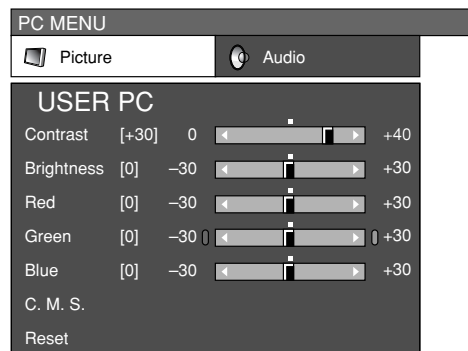 PC MENU
Picture Audio
USER PC
Contrast [+30] 0 +40
Brightness [0] –30 +30
Red [0] –30 +30
Green [0] –30 +30
Blue [0] –30 +30
C. M. S.
Reset